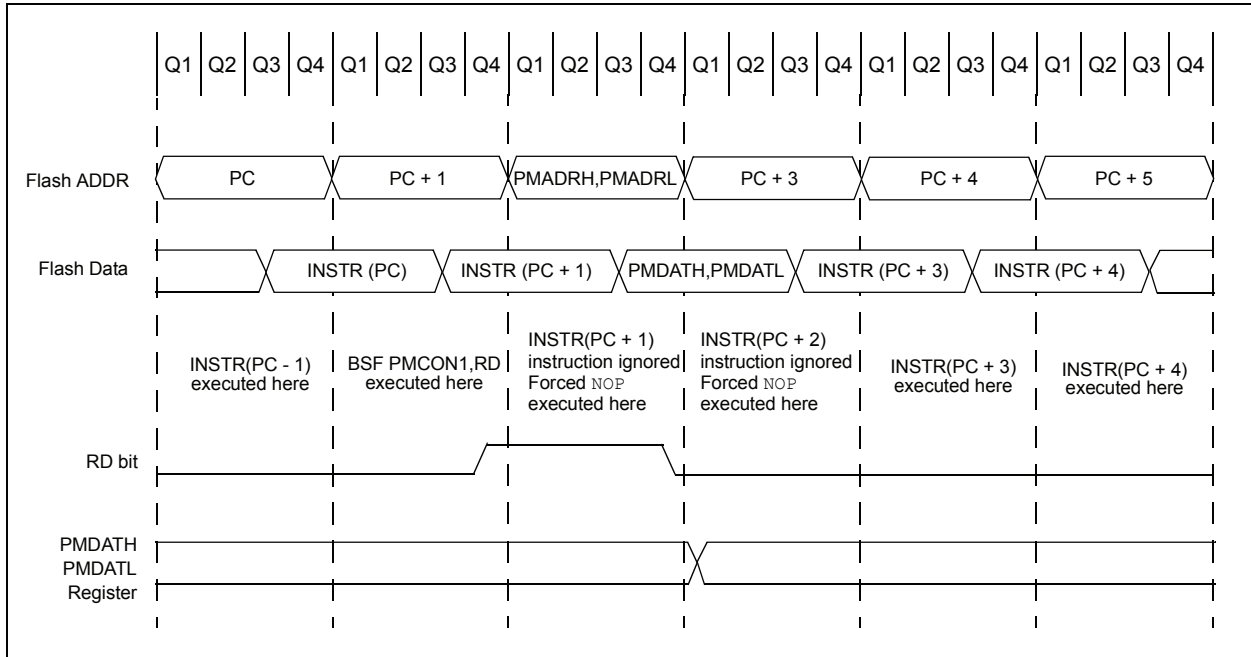 Q1 Q2 Q3 Q4 Q1 Q2 Q3 Q4 Q1 Q2 Q3 Q4 Q1 Q2 Q3 Q4 Q1 Q2 Q3 Q4 Q1 Q2 Q3 Q4
Flash ADDR PC PC + 1 PMADRH,PMADRL PC + 3 PC + 4 PC + 5
Flash Data INSTR (PC) INSTR (PC + 1) PMDATH,PMDATL INSTR (PC + 3) INSTR (PC + 4)
INSTR(PC - 1)
executed here
BSF PMCON1,RD
executed here
INSTR(PC + 1)
instruction ignored
Forced NOP
executed here
INSTR(PC + 2)
instruction ignored
Forced NOP
executed here
INSTR(PC + 3)
executed here
INSTR(PC + 4)
executed here
RD bit
PMDATH
PMDATL
Register